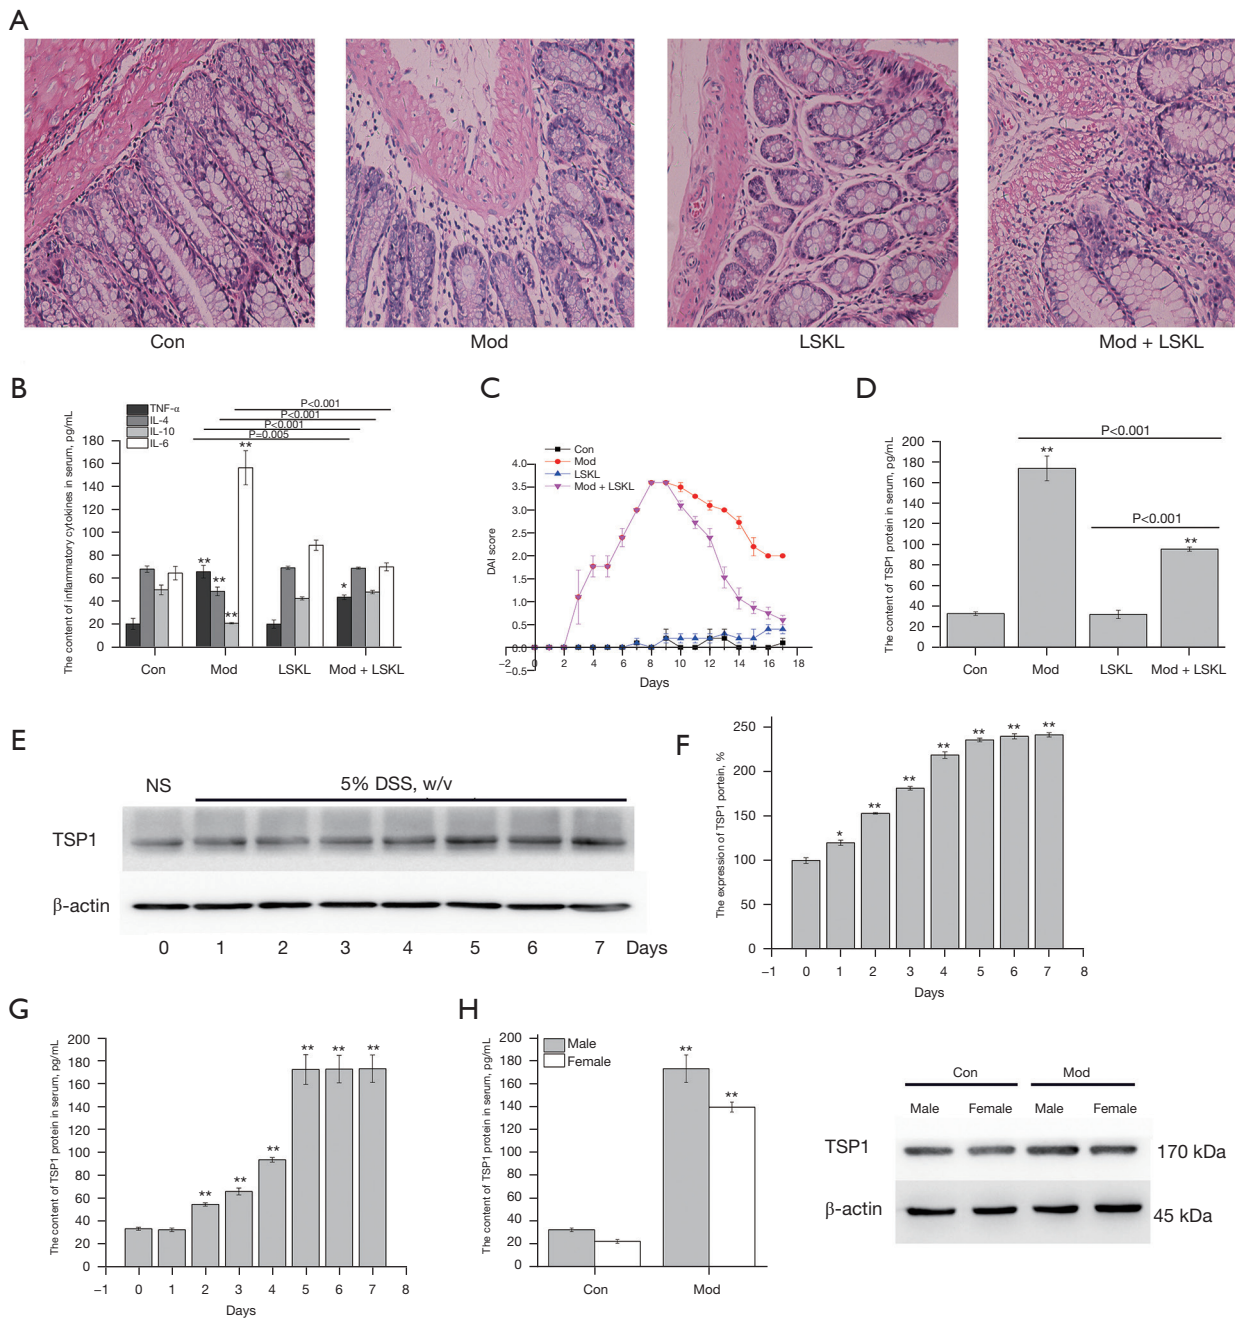 A
Con
Mod
LSKL
Mod + LSKL
B
The content of inflammatory cytokines in serum, pg/mL
TNF-α
IL-4
IL-10
IL-6
P<0.001
P<0.001
P<0.001
P=0.005
180
160
140
120
100
80
60
40
20
0
**
**
**
**
*
Con
Mod
LSKL
Mod + LSKL
C
DAI score
Con
Mod
LSKL
Mod + LSKL
4.0
3.5
3.0
2.5
2.0
1.5
1.0
0.5
0.0
−0.5
−2
0
2
4
6
8
10
12
14
16
18
Days
D
The content of TSP1 protein in serum, pg/mL
P<0.001
P<0.001
200
180
160
140
120
100
80
60
40
20
0
**
**
Con
Mod
LSKL
Mod + LSKL
E
NS
5% DSS, w/v
TSP1
β-actin
0 1 2 3 4 5 6 7 Days
F
The expression of TSP1 portein, %
250
200
150
100
50
0
*
**
**
**
**
**
**
−1 0 1 2 3 4 5 6 7 8
Days
G
The content of TSP1 protein in serum, pg/mL
200
180
160
140
120
100
80
60
40
20
0
**
**
**
**
**
**
−1 0 1 2 3 4 5 6 7 8
Days
H
The content of TSP1 protein in serum, pg/mL
Male
Female
200
180
160
140
120
100
80
60
40
20
0
**
**
Con
Mod
Con Mod
Male Female Male Female
TSP1 170 kDa
β-actin 45 kDa